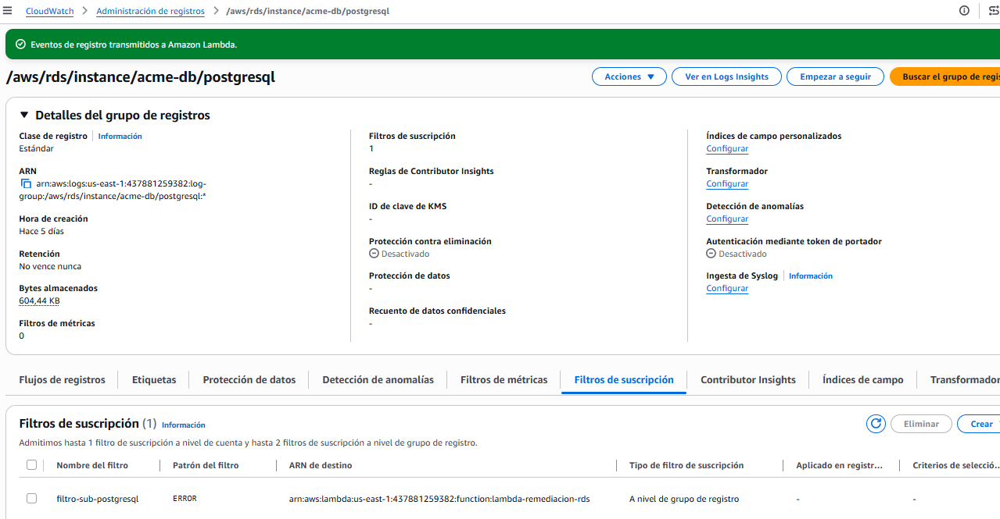 CloudWatch > Administración de registros > /aws/rds/instance/acme-db/postgresql
Eventos de registro transmitidos a Amazon Lambda.
/aws/rds/instance/acme-db/postgresql
Acciones ▼ Ver en Logs Insights Empezar a seguir Buscar el grupo de regis
▼ Detalles del grupo de registros
Clase de registro Información
Estándar
ARN
arn:aws:logs:us-east-1:437881259382:log-
group:/aws/rds/instance/acme-db/postgresql:*
Hora de creación
Hace 5 días
Retención
No vence nunca
Bytes almacenados
604,44 KB
Filtros de métricas
0
Filtros de suscripción
1
Reglas de Contributor Insights
-
ID de clave de KMS
-
Protección contra eliminación
Desactivado
Protección de datos
-
Recuento de datos confidenciales
-
Índices de campo personalizados
Configurar
Transformador
Configurar
Detección de anomalías
Configurar
Autenticación mediante token de portador
Desactivado
Ingesta de Syslog Información
Configurar
Flujos de registros Etiquetas Protección de datos Detección de anomalías Filtros de métricas Filtros de suscripción Contributor Insights Índices de campo Transformador
Filtros de suscripción (1) Información
Eliminar Crear
Admitimos hasta 1 filtro de suscripción a nivel de cuenta y hasta 2 filtros de suscripción a nivel de grupo de registro.
Nombre del filtro Patrón del filtro ARN de destino Tipo de filtro de suscripción Aplicado en registr... Criterios de selecció...
filtro-sub-postgresql ERROR arn:aws:lambda:us-east-1:437881259382:function:lambda-remediacion-rds A nivel de grupo de registro - -